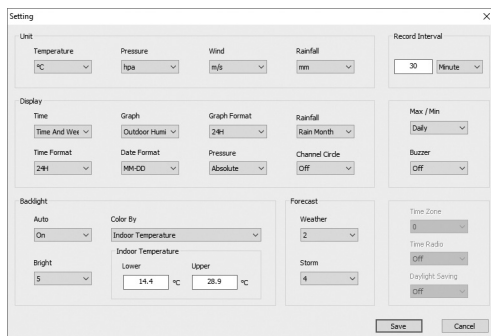 Setting
Unit
Temperature Pressure Wind Rainfall
℃ hpa m/s mm
Record Interval
30 Minute
Display
Time Graph Graph Format Rainfall
Time And Wee Outdoor Humi 24H Rain Month
Time Format Date Format Pressure Channel Circle
24H MM-DD Absolute Off
Max / Min
Daily
Buzzer
Off
Backlight
Auto Color By
On Indoor Temperature
Bright
5
Indoor Temperature
Lower Upper
14.4 ℃ 28.9 ℃
Forecast
Weather
2
Storm
4
Time Zone
0
Time Radio
Off
Daylight Saving
Off
Save Cancel